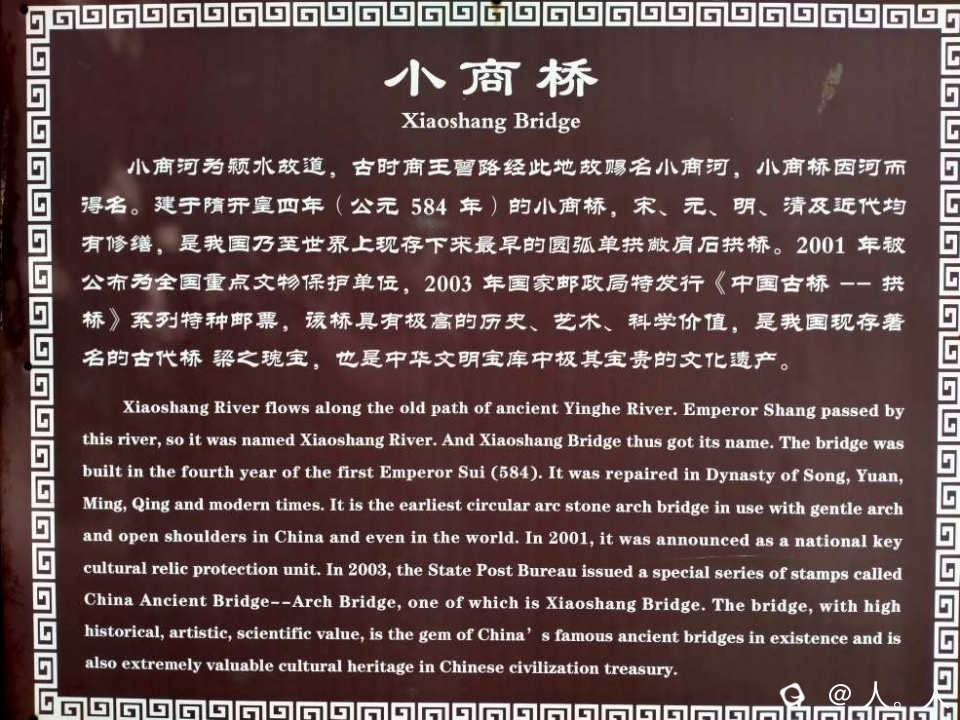 小商桥
Xiaoshang Bridge
小商河为颍水故道，古时商王曾路经此地故赐名小商河，小商桥因河而
得名。建于隋开皇四年（公元 584 年）的小商桥，宋、元、明、清及近代均
有修缮，是我国乃至世界上现存下来最早的圆弧单拱敞肩石拱桥。2001 年被
公布为全国重点文物保护单位，2003 年国家邮政局特发行《中国古桥 -- 拱
桥》系列特种邮票，该桥具有极高的历史、艺术、科学价值，是我国现存著
名的古代桥 梁之瑰宝，也是中华文明宝库中极其宝贵的文化遗产。
Xiaoshang River flows along the old path of ancient Yinghe River. Emperor Shang passed by
this river, so it was named Xiaoshang River. And Xiaoshang Bridge thus got its name. The bridge was
built in the fourth year of the first Emperor Sui (584). It was repaired in Dynasty of Song, Yuan,
Ming, Qing and modern times. It is the earliest circular arc stone arch bridge in use with gentle arch
and open shoulders in China and even in the world. In 2001, it was announced as a national key
cultural relic protection unit. In 2003, the State Post Bureau issued a special series of stamps called
China Ancient Bridge--Arch Bridge, one of which is Xiaoshang Bridge. The bridge, with high
historical, artistic, scientific value, is the gem of China's famous ancient bridges in existence and is
also extremely valuable cultural heritage in Chinese civilization treasury.
@人。人